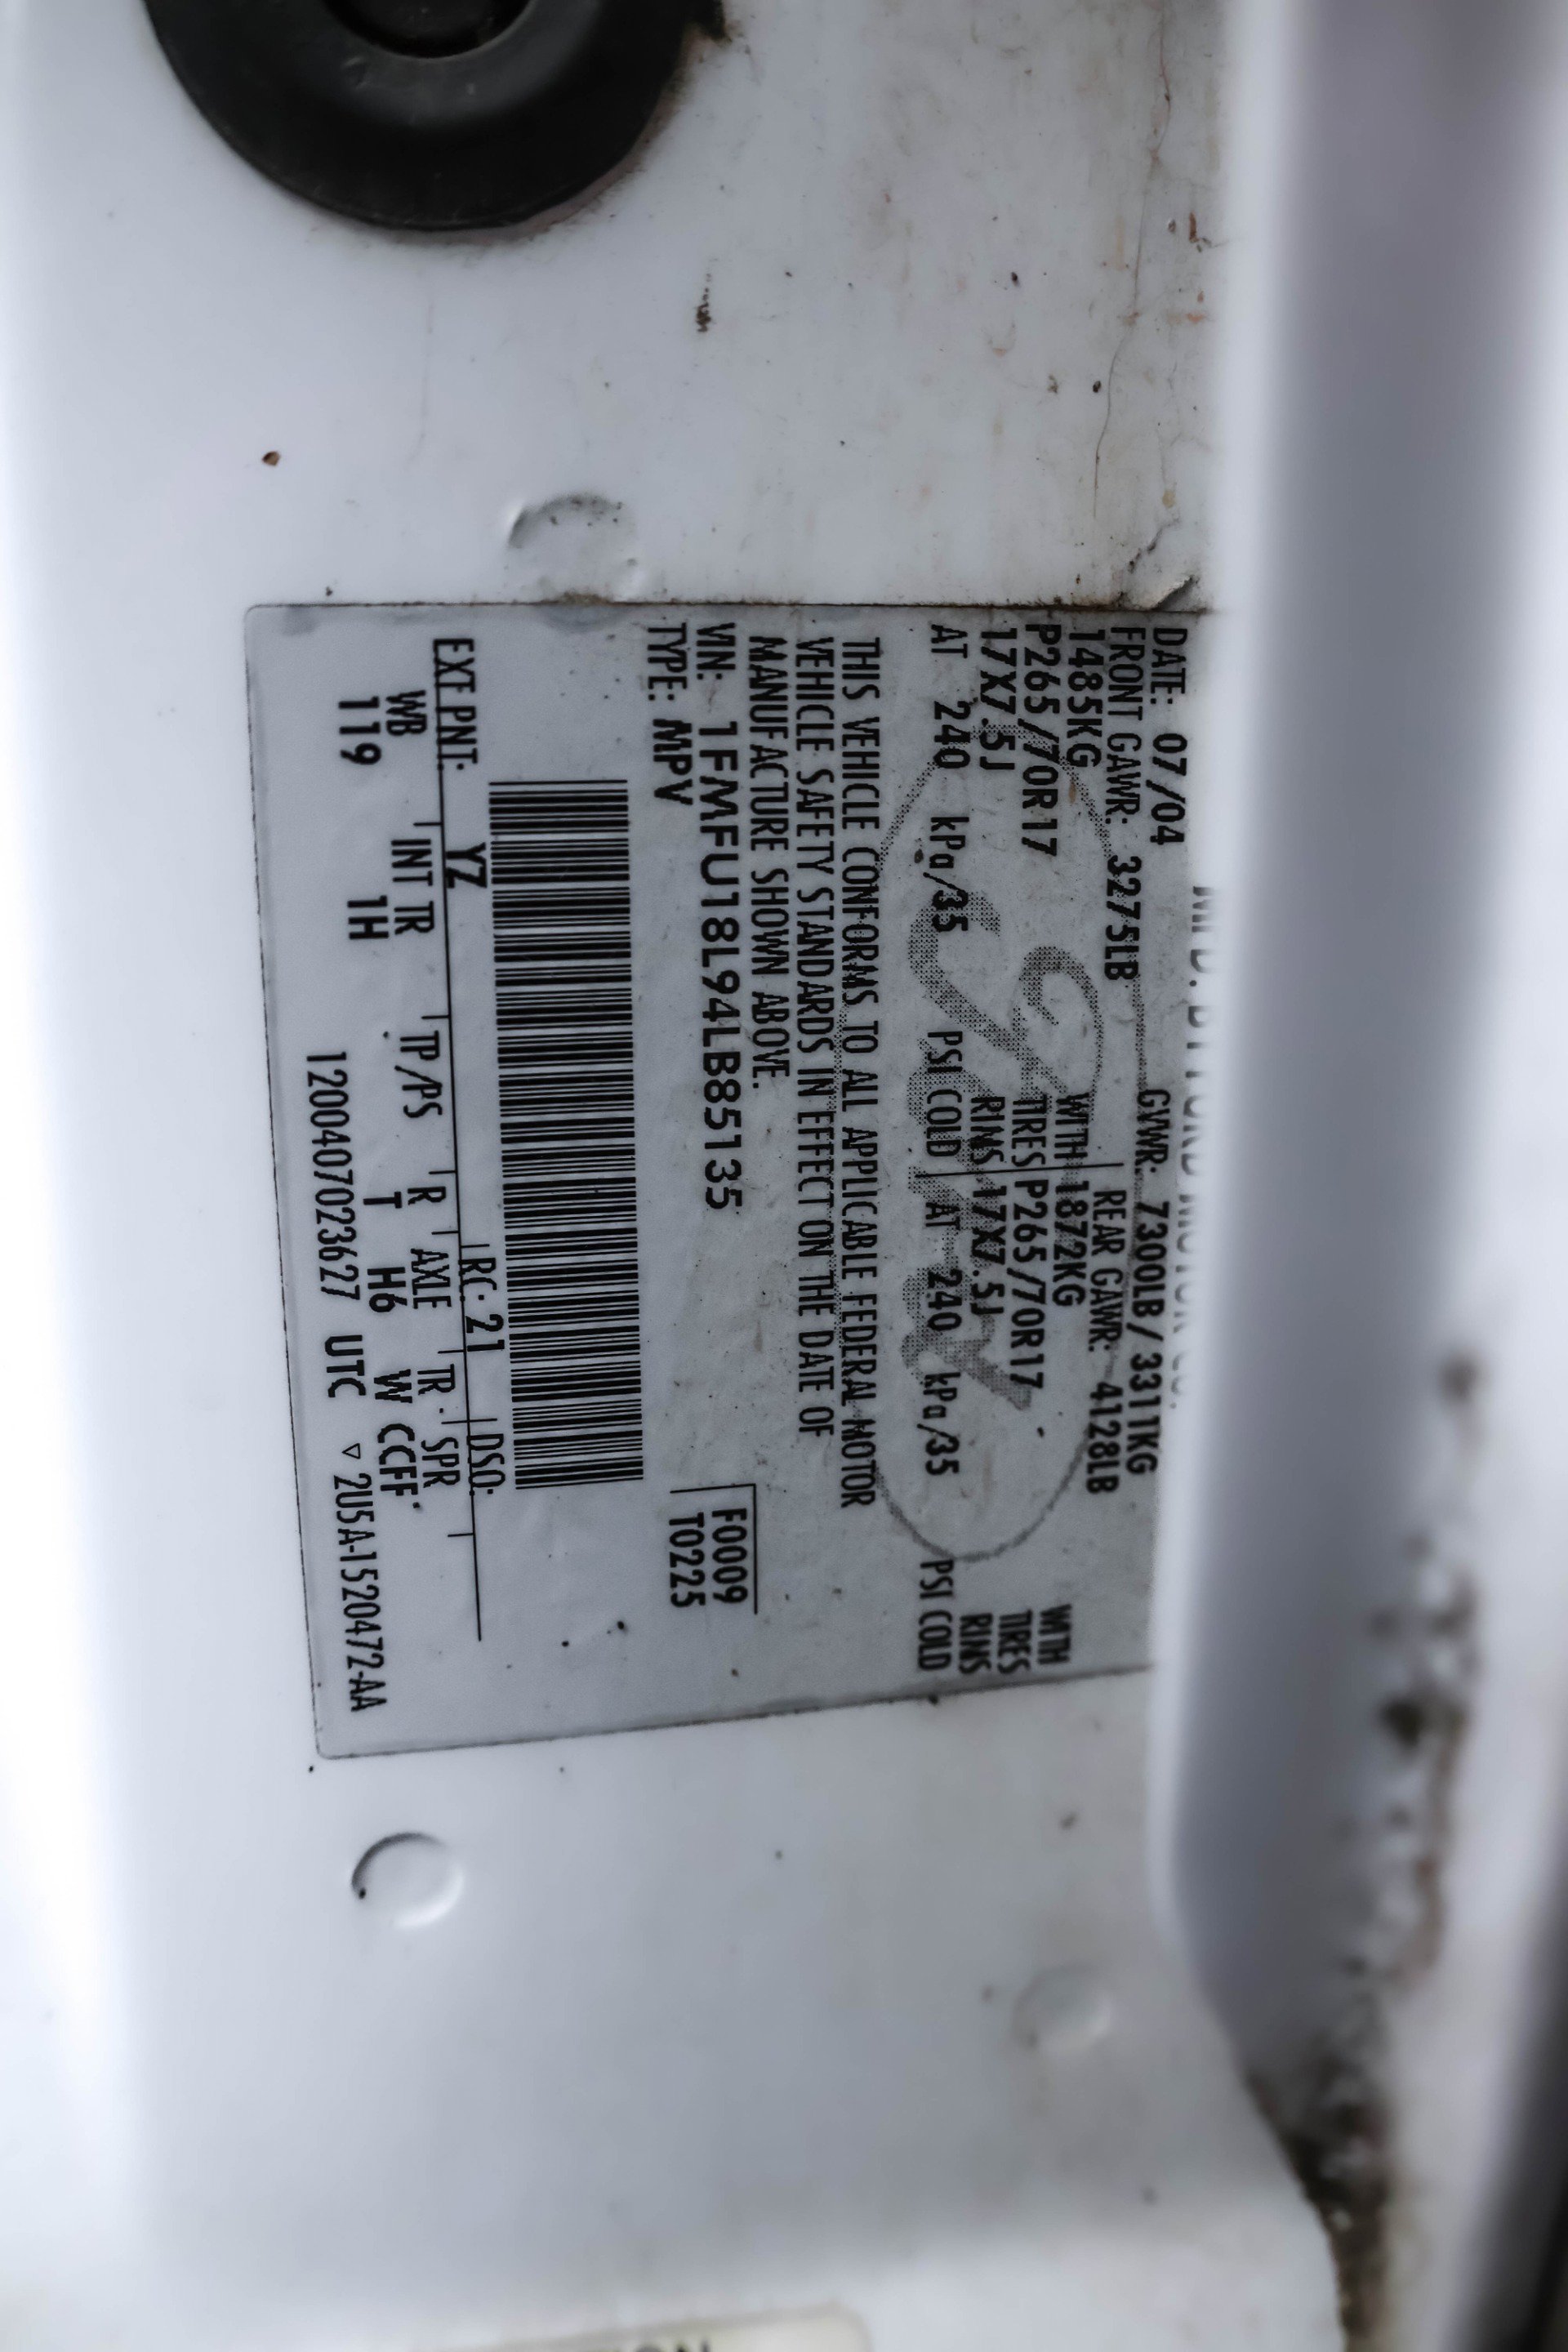 MFD. BY FORD MOTOR CO.
DATE: 07/04 GVWR: 7300LB / 3311KG
FRONT GAWR: 3275LB REAR GAWR: 4128LB
1485KG WITH 1872KG WITH
P265/70R17 TIRES P265/70R17 TIRES
17X7.5J RIMS 17X7.5J RIMS
AT 240 kPa/35 PSI COLD AT 240 kPa/35 PSI COLD
THIS VEHICLE CONFORMS TO ALL APPLICABLE FEDERAL MOTOR
VEHICLE SAFETY STANDARDS IN EFFECT ON THE DATE OF
MANUFACTURE SHOWN ABOVE.
VIN: 1FMFU18L94LB85135 F0009
TYPE: MPV T0225
EXT PNT: YZ RC: 21 DSO:
WB INT TR TP/PS R AXLE TR SPR
119 1H T H6 W CCFF
1200407023627 UTC ▽ 2U5A-1520472-AA